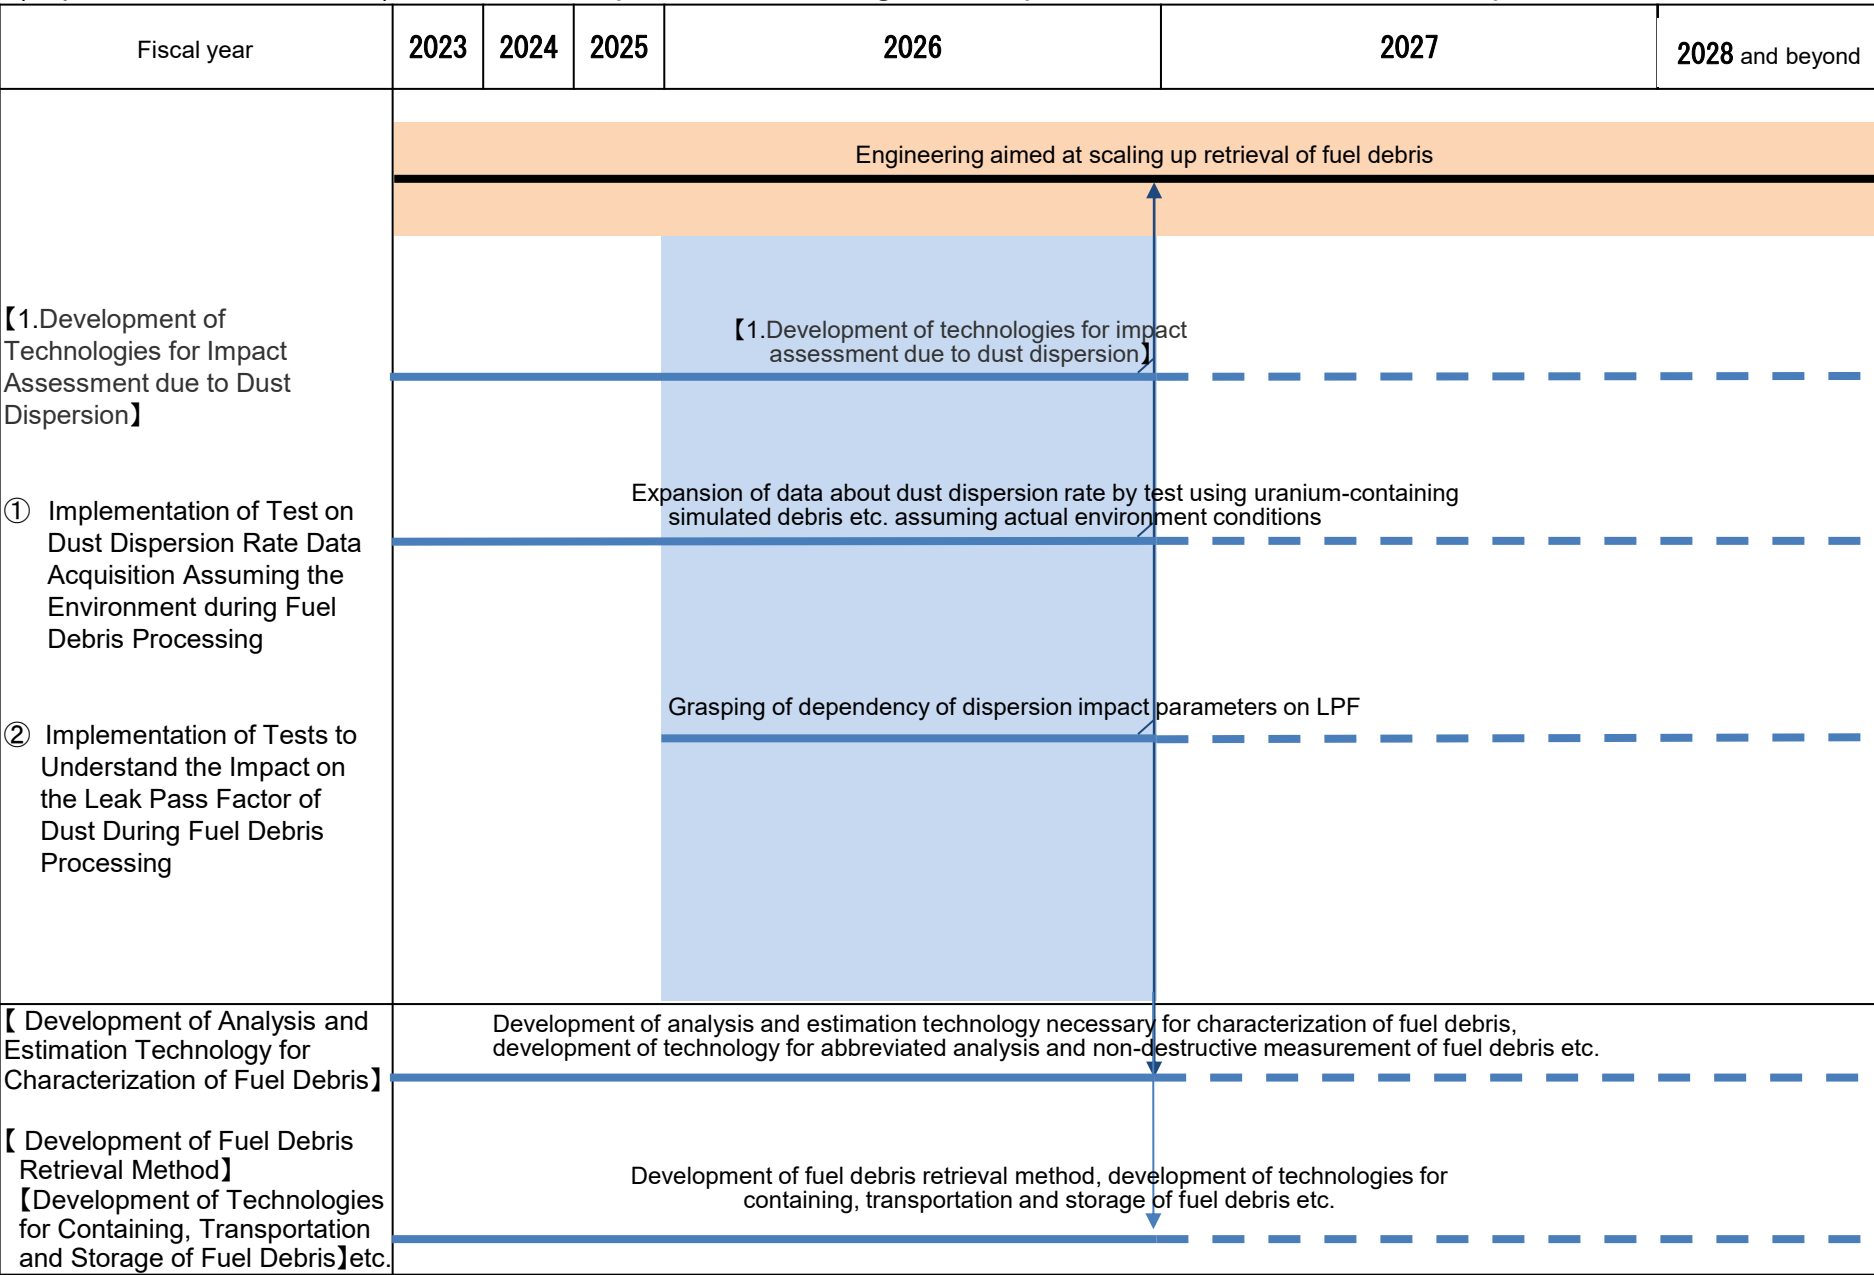 Fiscal year
2023
2024
2025
2026
2027
2028 and beyond
Engineering aimed at scaling up retrieval of fuel debris
【1.Development of
Technologies for Impact
Assessment due to Dust
Dispersion】
【1.Development of technologies for impact
assessment due to dust dispersion】
① Implementation of Test on
Dust Dispersion Rate Data
Acquisition Assuming the
Environment during Fuel
Debris Processing
Expansion of data about dust dispersion rate by test using uranium-containing
simulated debris etc. assuming actual environment conditions
② Implementation of Tests to
Understand the Impact on
the Leak Pass Factor of
Dust During Fuel Debris
Processing
Grasping of dependency of dispersion impact parameters on LPF
【 Development of Analysis and
Estimation Technology for
Characterization of Fuel Debris】
Development of analysis and estimation technology necessary for characterization of fuel debris,
development of technology for abbreviated analysis and non-destructive measurement of fuel debris etc.
【 Development of Fuel Debris
Retrieval Method】
【Development of Technologies
for Containing, Transportation
and Storage of Fuel Debris】etc.
Development of fuel debris retrieval method, development of technologies for
containing, transportation and storage of fuel debris etc.